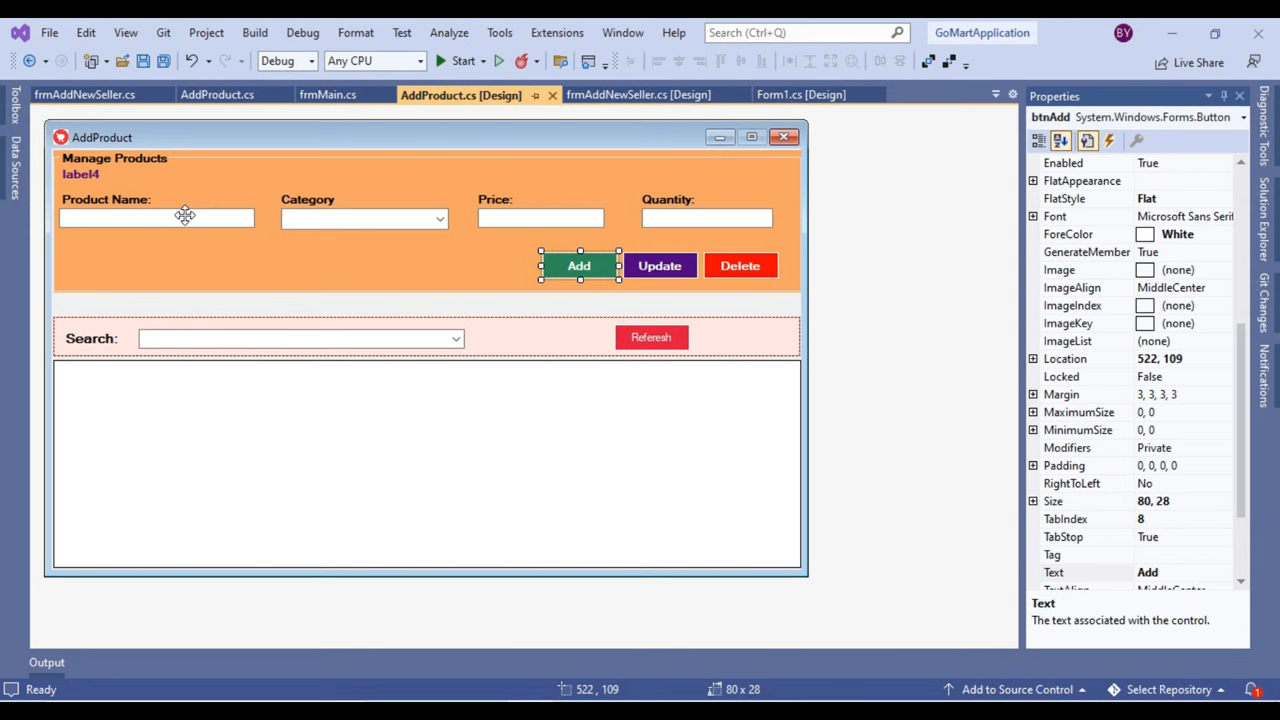 File Edit View Git Project Build Debug Format Test Analyze Tools Extensions Window Help Search (Ctrl+Q) GoMartApplication BY
Debug Any CPU Start Live Share
frmAddNewSeller.cs AddProduct.cs frmMain.cs AddProduct.cs [Design] frmAddNewSeller.cs [Design] Form1.cs [Design]
Toolbox
Data Sources
AddProduct
Manage Products
label4
Product Name: Category Price: Quantity:
Add Update Delete
Search: Referesh
Properties
btnAdd System.Windows.Forms.Button
Enabled True
FlatAppearance
FlatStyle Flat
Font Microsoft Sans Serif
ForeColor White
GenerateMember True
Image (none)
ImageAlign MiddleCenter
ImageIndex (none)
ImageKey (none)
ImageList (none)
Location 522, 109
Locked False
Margin 3, 3, 3, 3
MaximumSize 0, 0
MinimumSize 0, 0
Modifiers Private
Padding 0, 0, 0, 0
RightToLeft No
Size 80, 28
TabIndex 8
TabStop True
Tag
Text Add
TextAlign MiddleCenter
Text
The text associated with the control.
Diagnostic Tools
Solution Explorer
Git Changes
Notifications
Output
Ready 522 , 109 80 x 28 Add to Source Control Select Repository 1